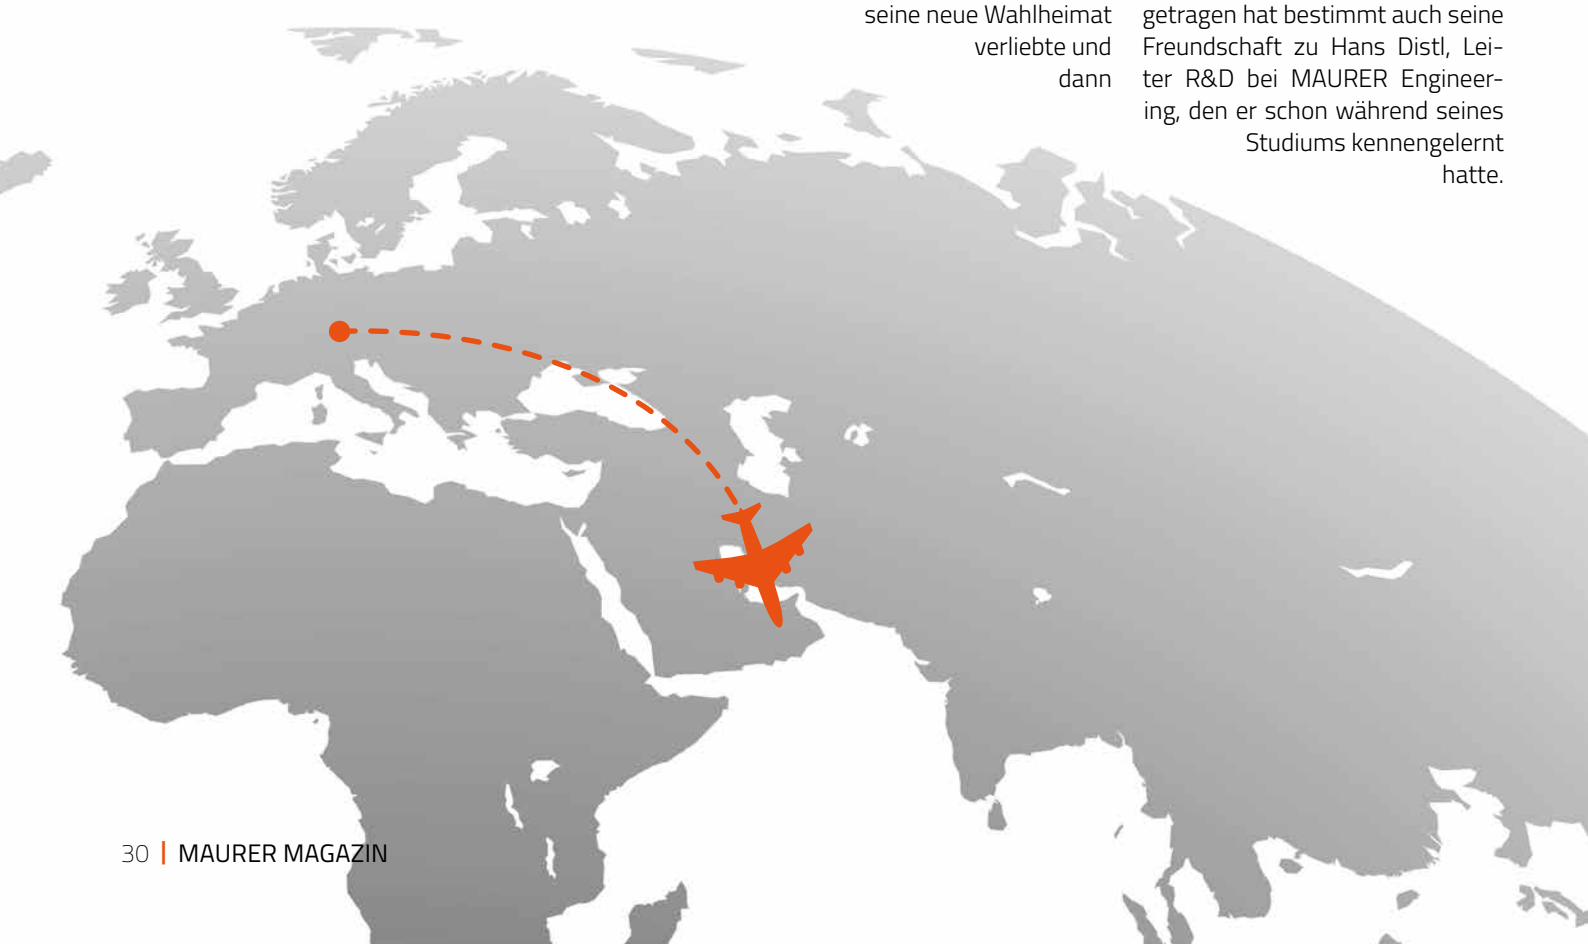 seine neue Wahlheimat
verliebte und
dann
getragen hat bestimmt auch seine
Freundschaft zu Hans Distl, Lei-
ter R&D bei MAURER Engineer-
ing, den er schon während seines
Studiums kennengelernt
hatte.
30 | MAURER MAGAZIN